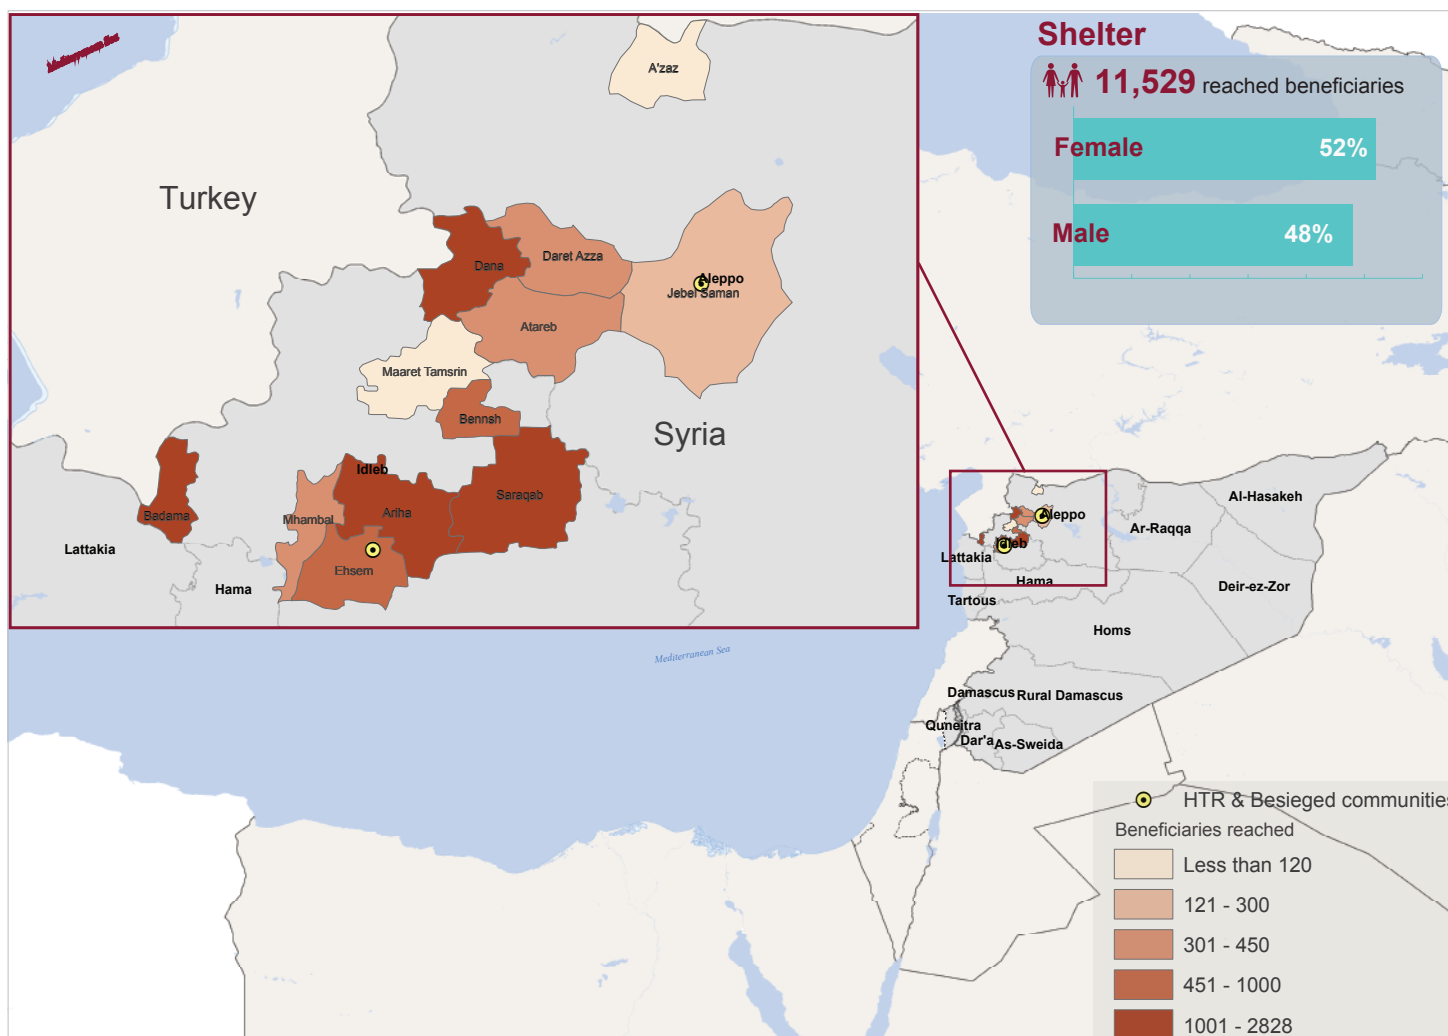 Shelter
11,529 reached beneficiaries
Female 52%
Male 48%
A'zaz
Turkey
Dana
Daret Azza
Aleppo
Jebel Saman
Atareb
Maaret Tamsrin
Bennsh
Syria
Idleb
Saraqab
Badama
Mhambal
Ariha
Lattakia
Ehsem
Hama
Mediterranean Sea
Al-Hasakeh
Aleppo
Ar-Raqqa
Idleb
Lattakia
Hama
Deir-ez-Zor
Tartous
Homs
Damascus
Rural Damascus
Quneitra
Dar'a
As-Sweida
HTR & Besieged communities
Beneficiaries reached
Less than 120
121 - 300
301 - 450
451 - 1000
1001 - 2828